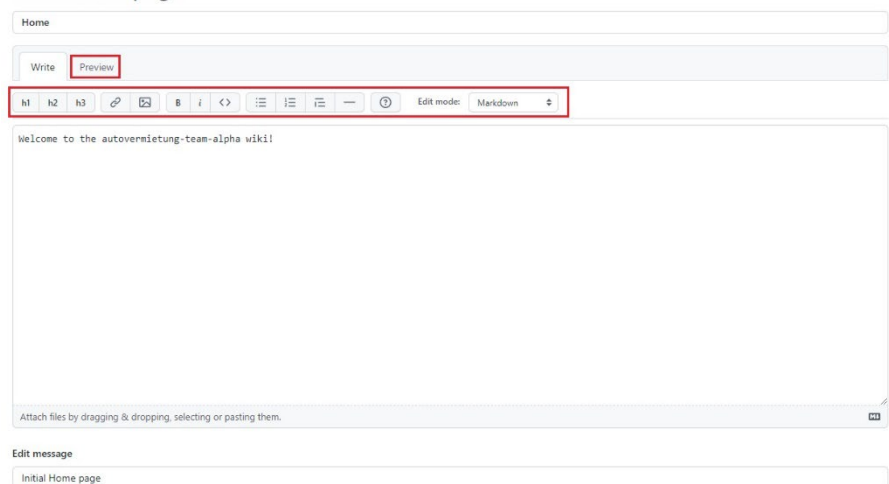 Home
Write Preview
h1 h2 h3 B i <> Edit mode: Markdown
Welcome to the autovermietung-team-alpha wiki!
Attach files by dragging & dropping, selecting or pasting them.
Edit message
Initial Home page